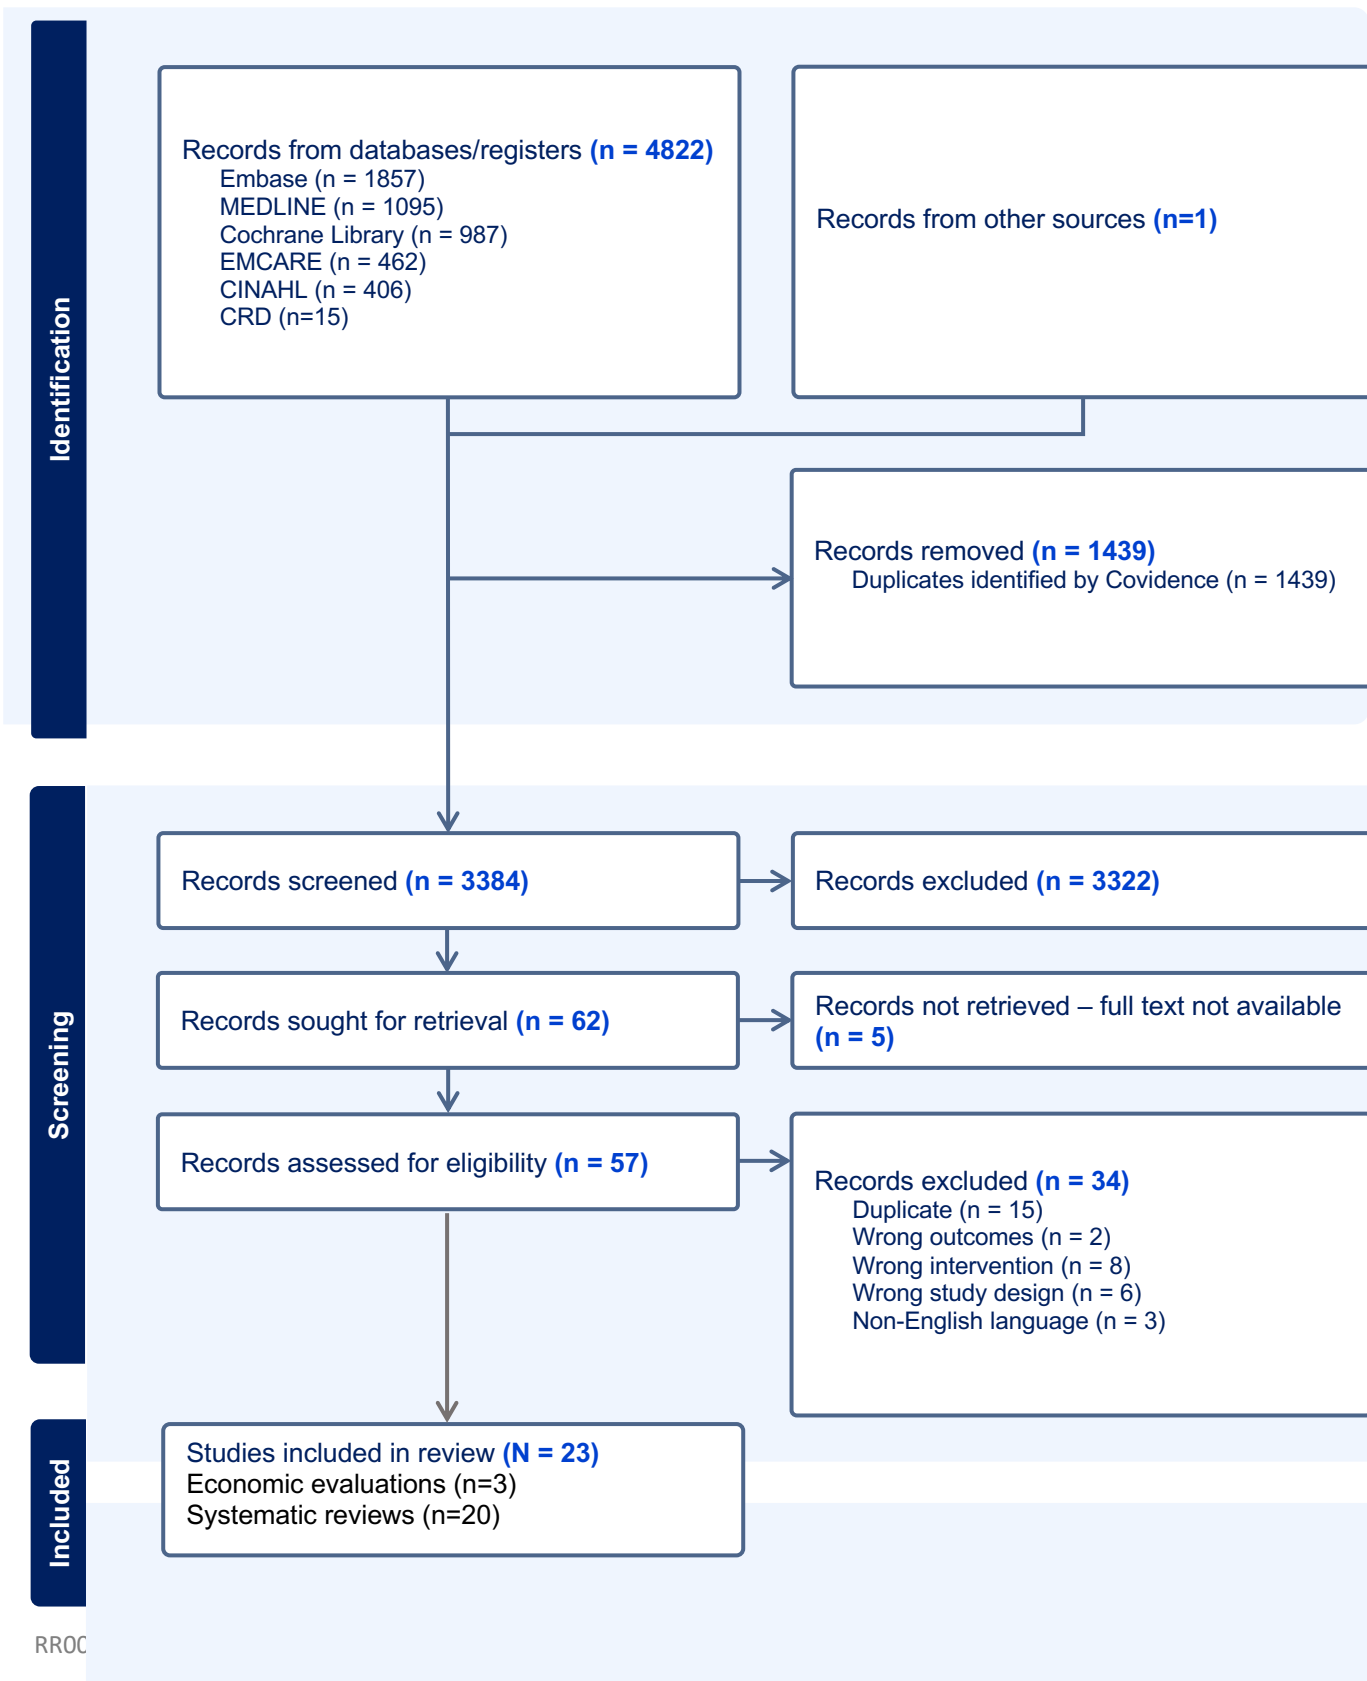 Identification
Records from databases/registers (n = 4822)
Embase (n = 1857)
MEDLINE (n = 1095)
Cochrane Library (n = 987)
EMCARE (n = 462)
CINAHL (n = 406)
CRD (n=15)
Records from other sources (n=1)
Records removed (n = 1439)
Duplicates identified by Covidence (n = 1439)
Screening
Records screened (n = 3384)
Records excluded (n = 3322)
Records sought for retrieval (n = 62)
Records not retrieved – full text not available
(n = 5)
Records assessed for eligibility (n = 57)
Records excluded (n = 34)
Duplicate (n = 15)
Wrong outcomes (n = 2)
Wrong intervention (n = 8)
Wrong study design (n = 6)
Non-English language (n = 3)
Included
Studies included in review (N = 23)
Economic evaluations (n=3)
Systematic reviews (n=20)